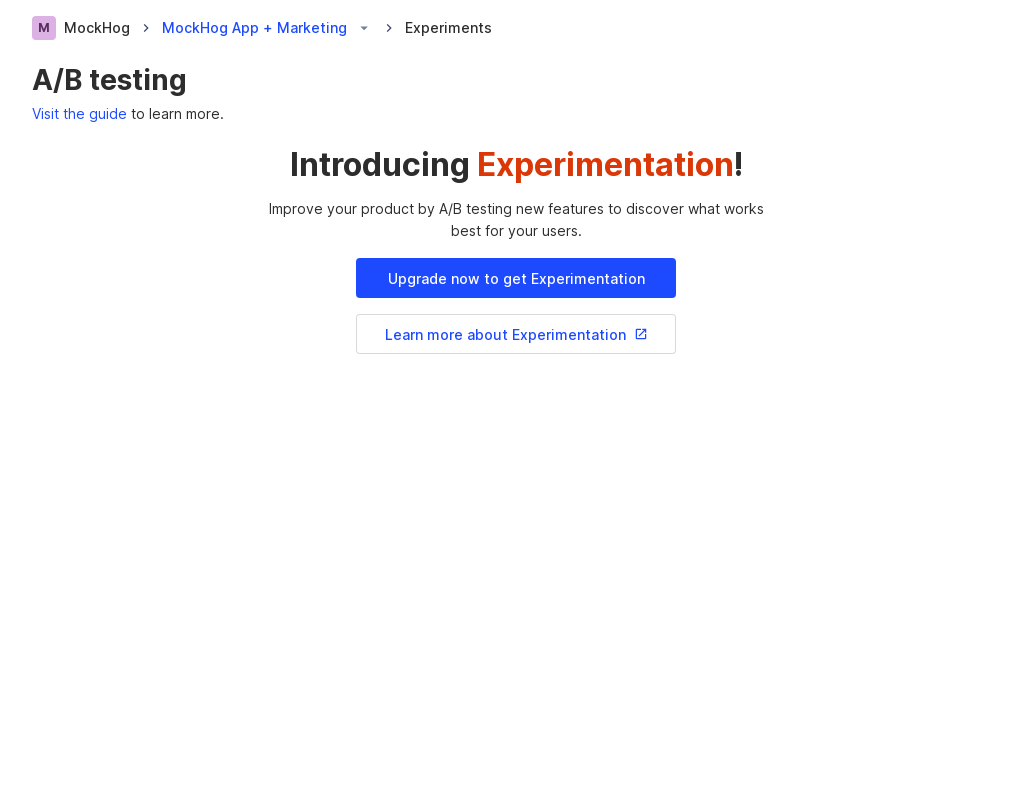 M MockHog > MockHog App + Marketing > Experiments
A/B testing
Visit the guide to learn more.
Introducing Experimentation!
Improve your product by A/B testing new features to discover what works
best for your users.
Upgrade now to get Experimentation
Learn more about Experimentation